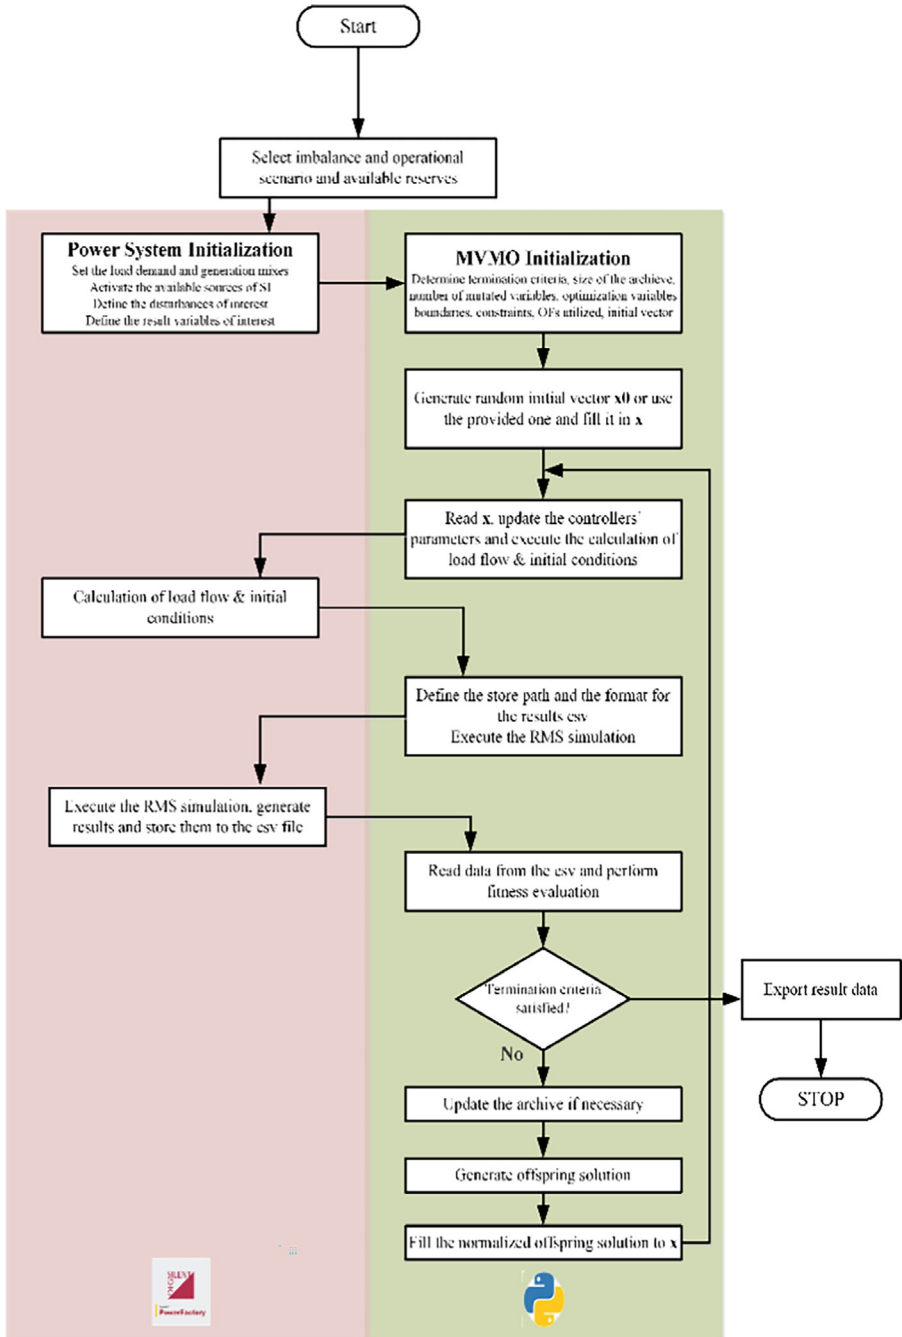 Start
Select imbalance and operational
scenario and available reserves
Power System Initialization
Set the load demand and generation mixes
Activate the available sources of SI
Define the disturbances of interest
Define the result variables of interest
MVMO Initialization
Determine termination criteria, size of the archieve,
number of mutated variables, optimization variables
boundaries, constraints, OFs utilized, initial vector
Generate random initial vector x0 or use
the provided one and fill it in x
Read x, update the controllers'
parameters and execute the calculation of
load flow & initial conditions
Calculation of load flow & initial
conditions
Define the store path and the format for
the results csv
Execute the RMS simulation
Execute the RMS simulation, generate
results and store them to the csv file
Read data from the csv and perform
fitness evaluation
Termination criteria
satisfied?
No
Export result data
STOP
Update the archive if necessary
Generate offspring solution
Fill the normalized offspring solution to x
DIgSILENT
PowerFactory